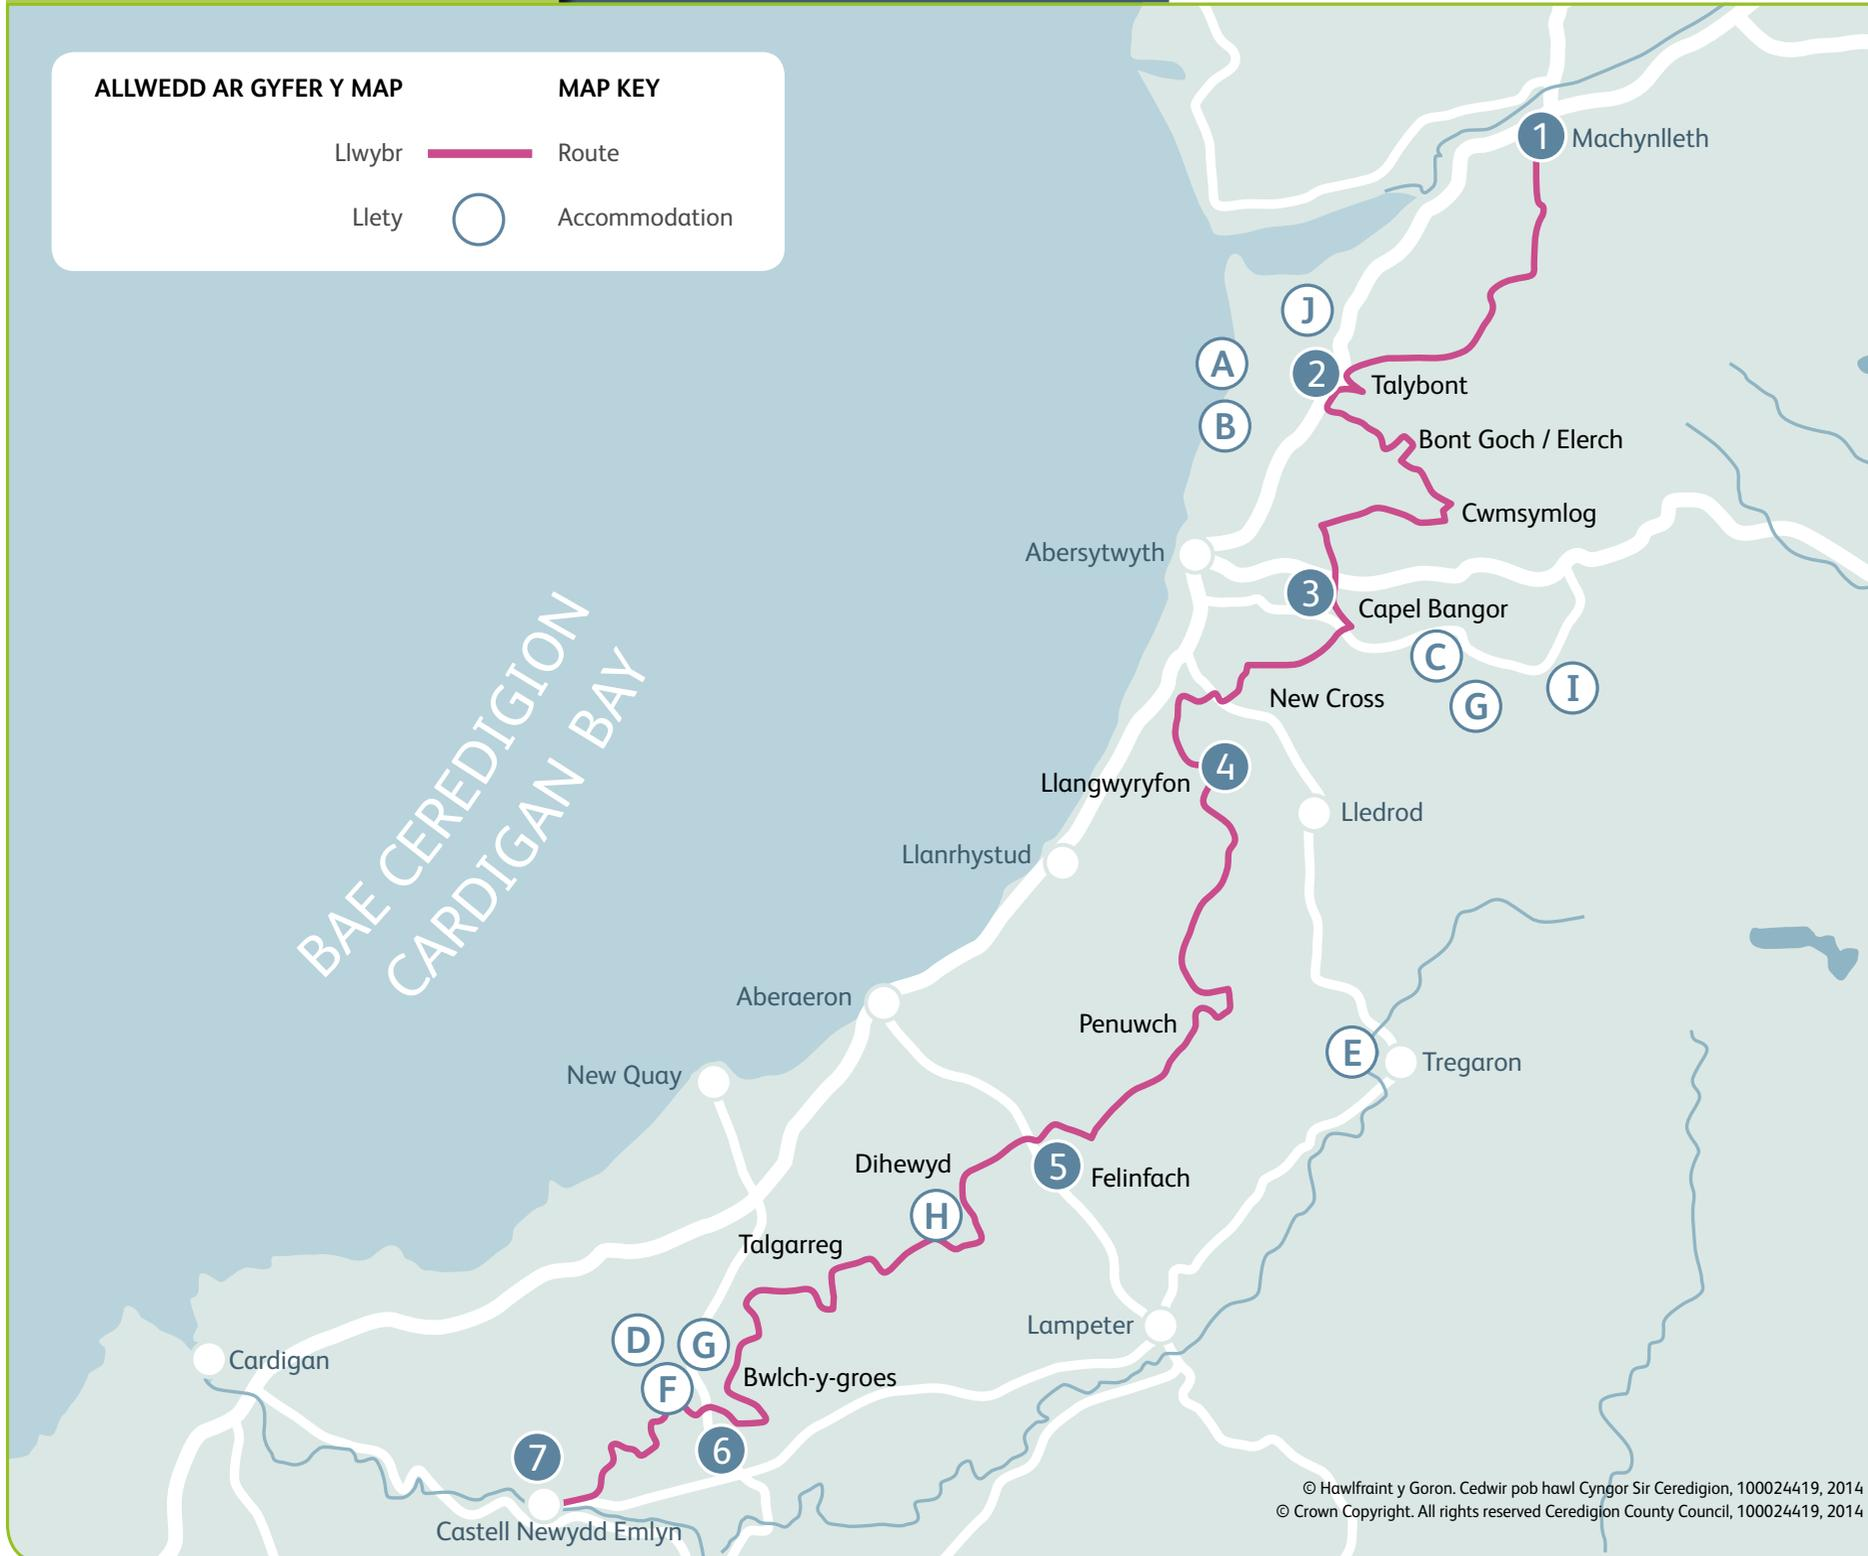 ALLWEDD AR GYFER Y MAP
MAP KEY
Llwybr
Route
Llety
Accommodation
1
Machynlleth
J
A
2
Talybont
B
Bont Goch / Elerch
Cwmsymlog
Abersytwyth
3
Capel Bangor
C
I
G
New Cross
4
Llangwyryfon
Lledrod
Llanrhystud
BAE CEREDIGION
CARDIGAN BAY
Aberaeron
Penuwch
E
Tregaron
New Quay
Dihewyd
5
Felinfach
H
Talgarreg
Lampeter
D
G
Cardigan
F
Bwlch-y-groes
7
6
Castell Newydd Emlyn
© Hawlfraint y Goron. Cedwir pob hawl Cyngor Sir Ceredigion, 100024419, 2014
© Crown Copyright. All rights reserved Ceredigion County Council, 100024419, 2014